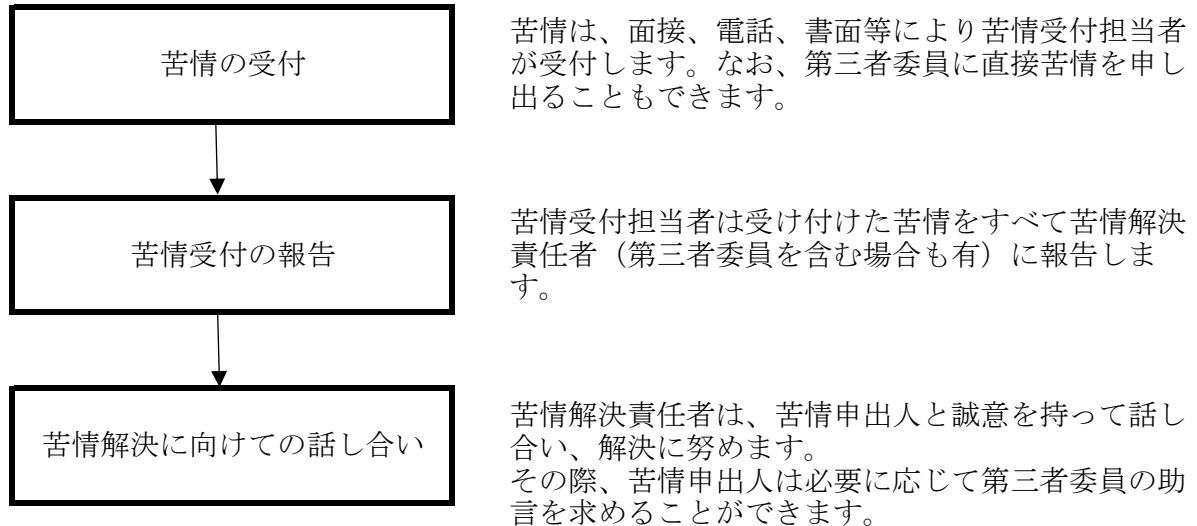 苦情の受付
苦情は、面接、電話、書面等により苦情受付担当者
が受付します。なお、第三者委員に直接苦情を申し
出ることもできます。
苦情受付の報告
苦情受付担当者は受け付けた苦情をすべて苦情解決
責任者（第三者委員を含む場合も有）に報告しま
す。
苦情解決に向けての話し合い
苦情解決責任者は、苦情申出人と誠意を持って話し
合い、解決に努めます。
その際、苦情申出人は必要に応じて第三者委員の助
言を求めることができます。